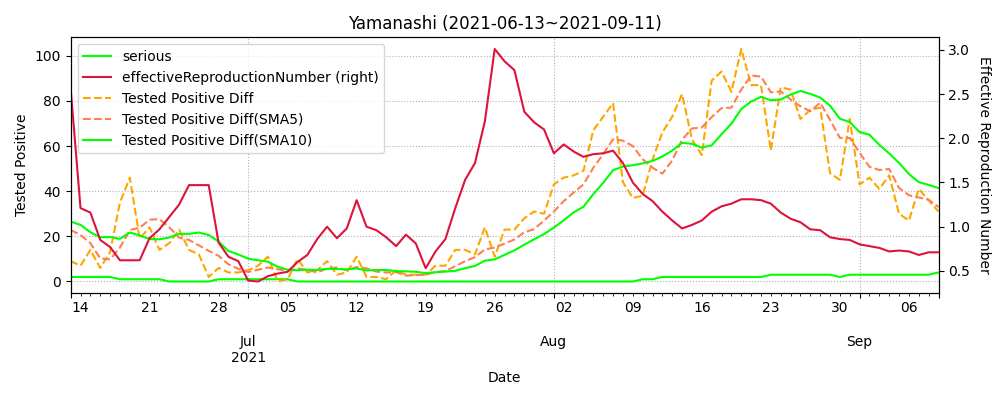 Yamanashi (2021-06-13~2021-09-11)
serious
effectiveReproductionNumber (right)
Tested Positive Diff
Tested Positive Diff(SMA5)
Tested Positive Diff(SMA10)
Tested Positive
100
80
60
40
20
0
3.0
2.5
2.0
1.5
1.0
0.5
Effective Reproduction Number
14 21 28 05 12 19 26 02 09 16 23 30 06
Jul Aug Sep
2021
Date